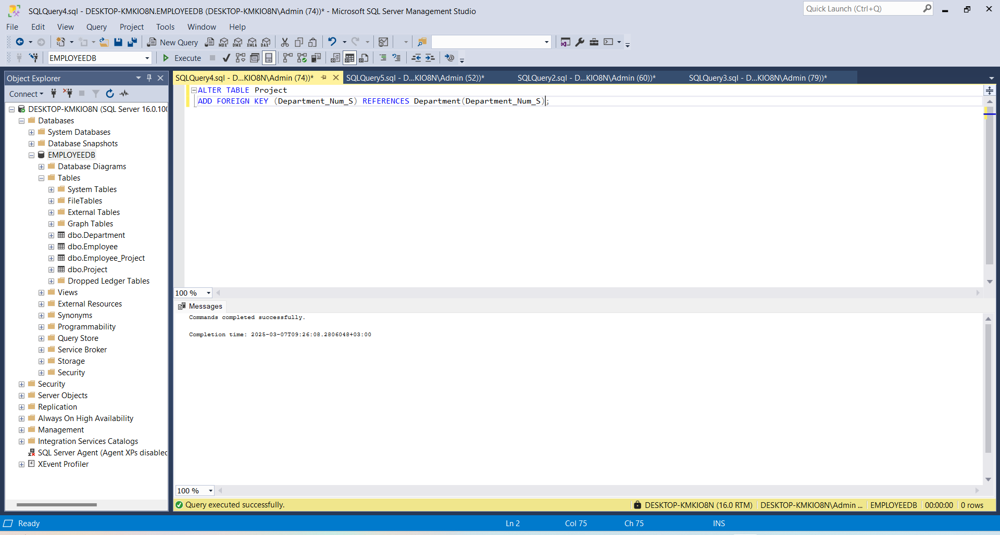 SQLQuery4.sql - DESKTOP-KMKIO8N.EMPLOYEEDB (DESKTOP-KMKIO8N\Admin (74))* - Microsoft SQL Server Management Studio
Quick Launch (Ctrl+Q)
File Edit View Query Project Tools Window Help
New Query MDX DMX XMLA DAX
EMPLOYEEDB Execute
Object Explorer
SQLQuery4.sql - D...KIO8N\Admin (74))* SQLQuery5.sql - D...KIO8N\Admin (52))* SQLQuery2.sql - D...KIO8N\Admin (60))* SQLQuery3.sql - D...KIO8N\Admin (79))*
Connect
DESKTOP-KMKIO8N (SQL Server 16.0.100
Databases
System Databases
Database Snapshots
EMPLOYEEDB
Database Diagrams
Tables
System Tables
FileTables
External Tables
Graph Tables
dbo.Department
dbo.Employee
dbo.Employee_Project
dbo.Project
Dropped Ledger Tables
Views
External Resources
Synonyms
Programmability
Query Store
Service Broker
Storage
Security
Security
Server Objects
Replication
Always On High Availability
Management
Integration Services Catalogs
SQL Server Agent (Agent XPs disabled
XEvent Profiler
ALTER TABLE Project
ADD FOREIGN KEY (Department_Num_S) REFERENCES Department(Department_Num_S);
100 %
Messages
Commands completed successfully.
Completion time: 2025-03-07T09:26:08.2806048+03:00
100 %
Query executed successfully. DESKTOP-KMKIO8N (16.0 RTM) DESKTOP-KMKIO8N\Admin ... EMPLOYEEDB 00:00:00 0 rows
Ready Ln 2 Col 75 Ch 75 INS